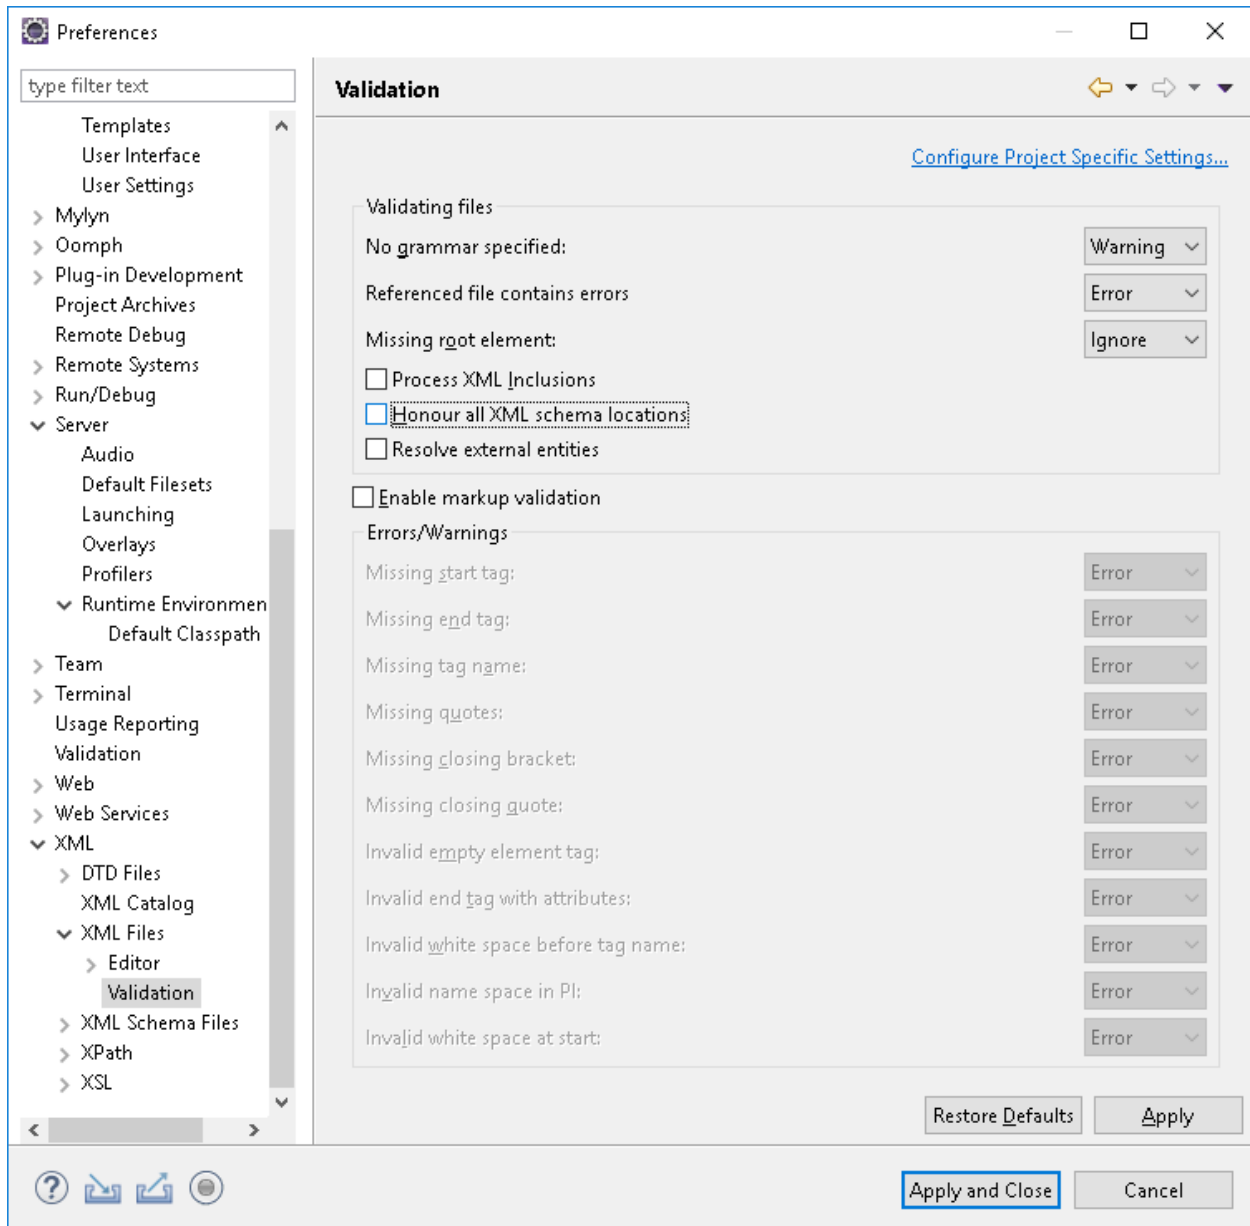 Preferences
type filter text
Templates
User Interface
User Settings
Mylyn
Oomph
Plug-in Development
Project Archives
Remote Debug
Remote Systems
Run/Debug
Server
Audio
Default Filesets
Launching
Overlays
Profilers
Runtime Environmen
Default Classpath
Team
Terminal
Usage Reporting
Validation
Web
Web Services
XML
DTD Files
XML Catalog
XML Files
Editor
Validation
XML Schema Files
XPath
XSL
Validation
Configure Project Specific Settings...
Validating files
No grammar specified: Warning
Referenced file contains errors Error
Missing root element: Ignore
Process XML Inclusions
Honour all XML schema locations
Resolve external entities
Enable markup validation
Errors/Warnings
Missing start tag: Error
Missing end tag: Error
Missing tag name: Error
Missing quotes: Error
Missing closing bracket: Error
Missing closing quote: Error
Invalid empty element tag: Error
Invalid end tag with attributes: Error
Invalid white space before tag name: Error
Invalid name space in PI: Error
Invalid white space at start: Error
Restore Defaults Apply
Apply and Close Cancel